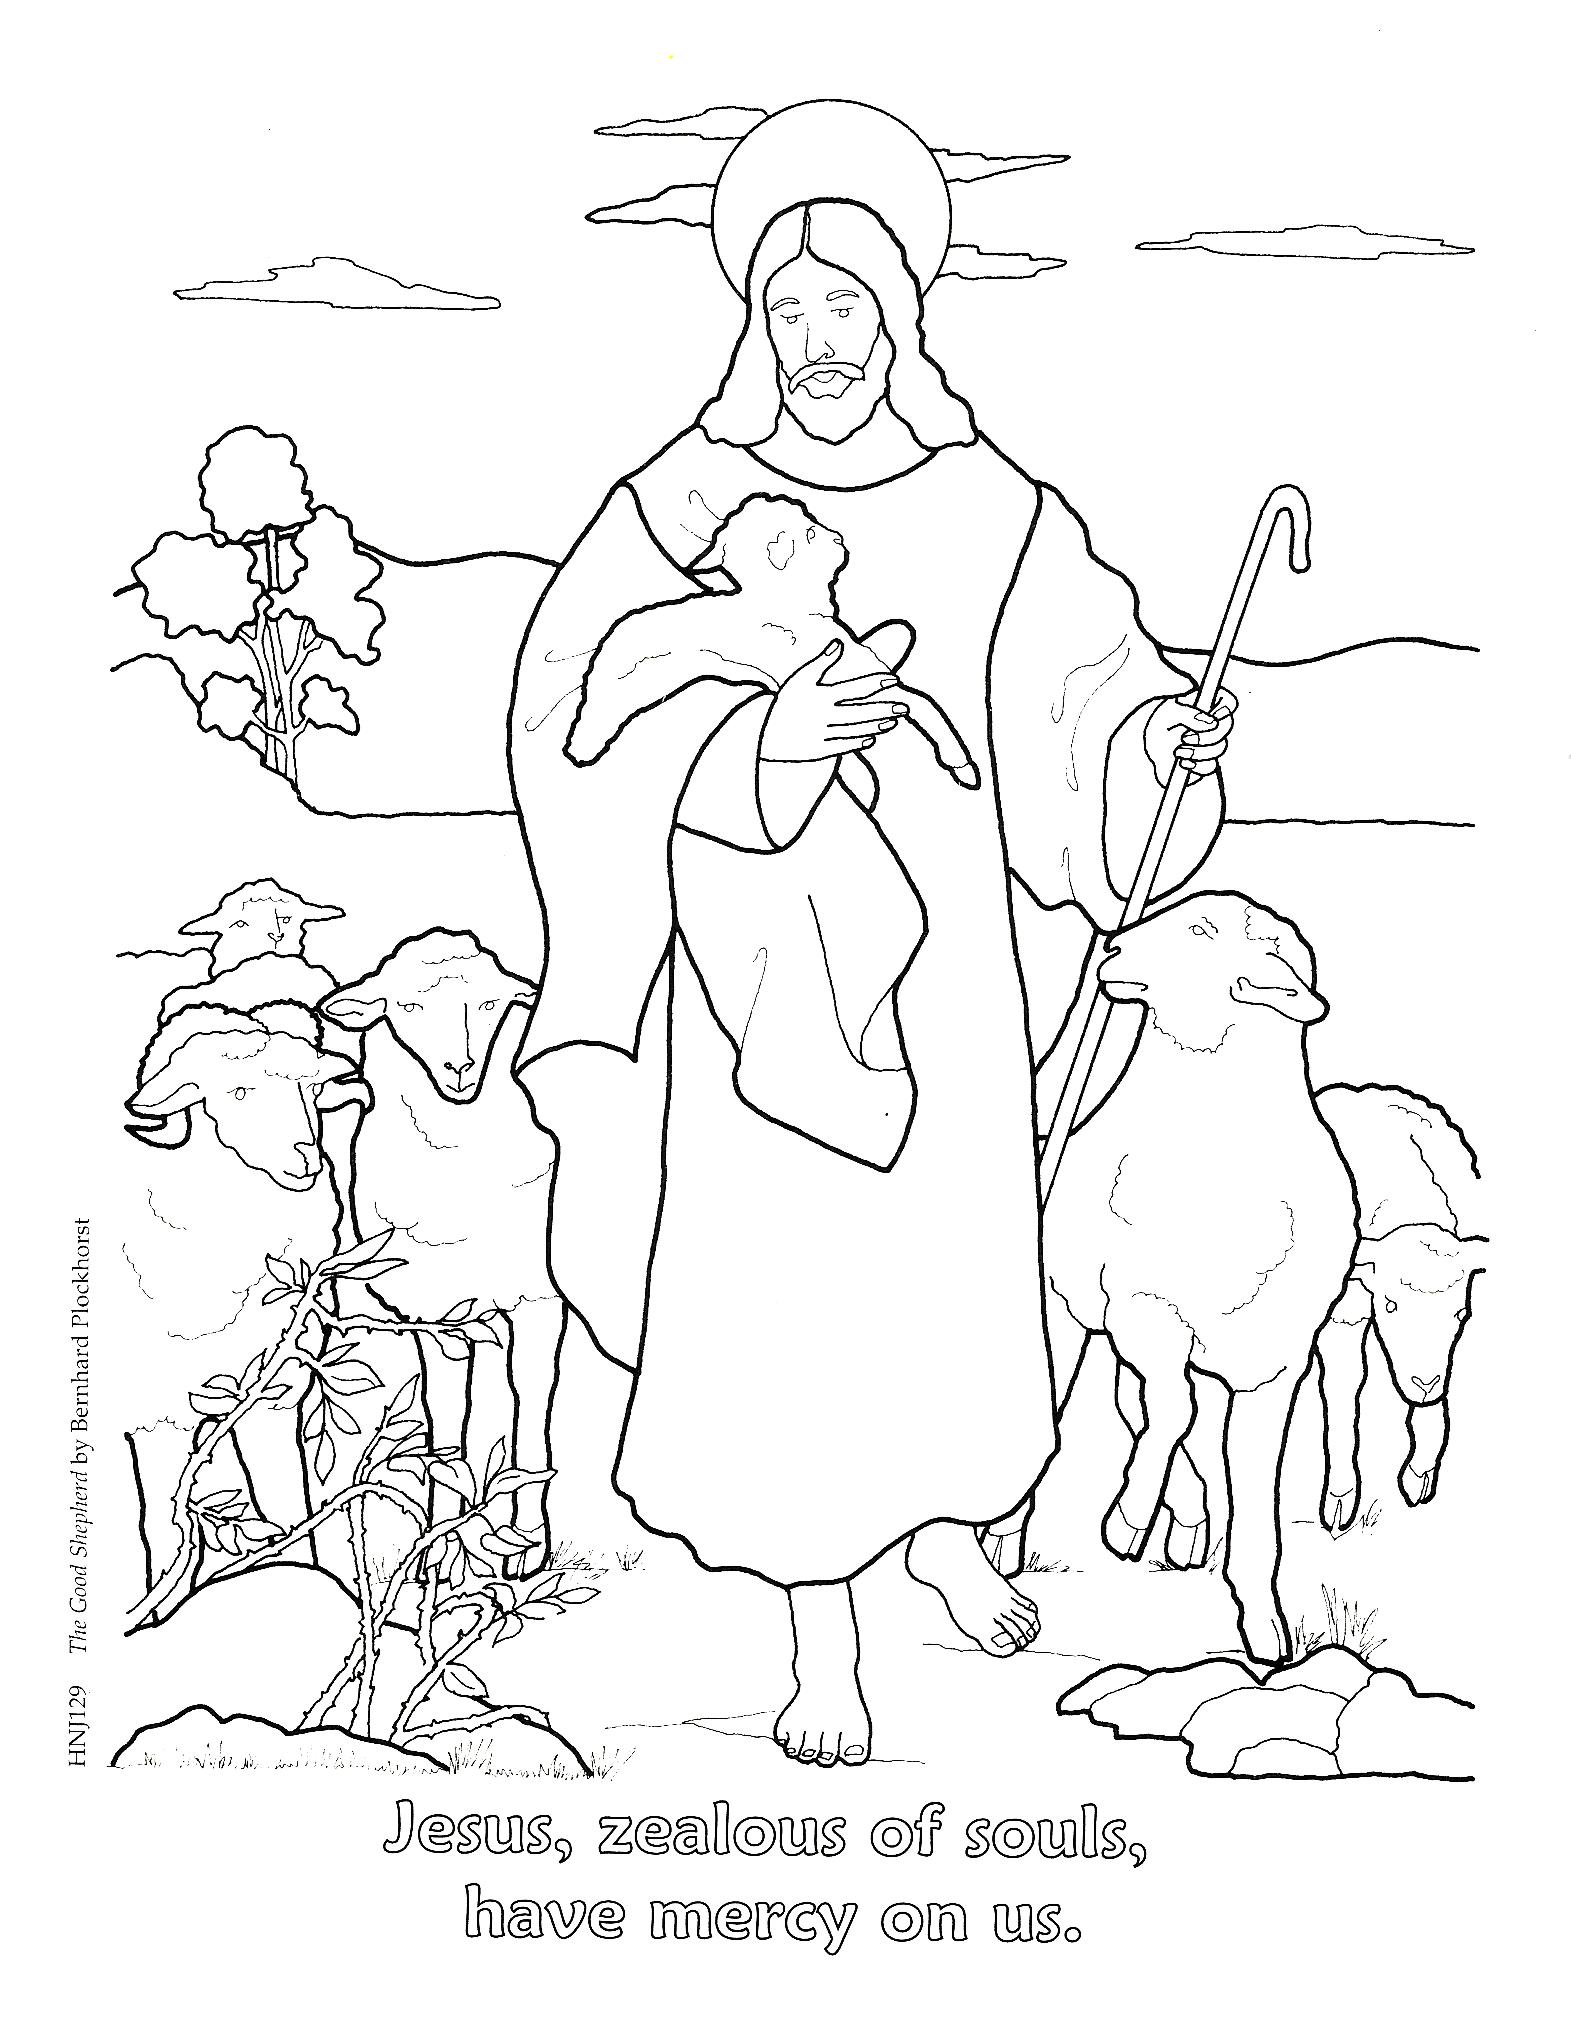 HNJ129 The Good Shepherd by Bernhard Plockhorst
Jesus, zealous of souls,
have mercy on us.